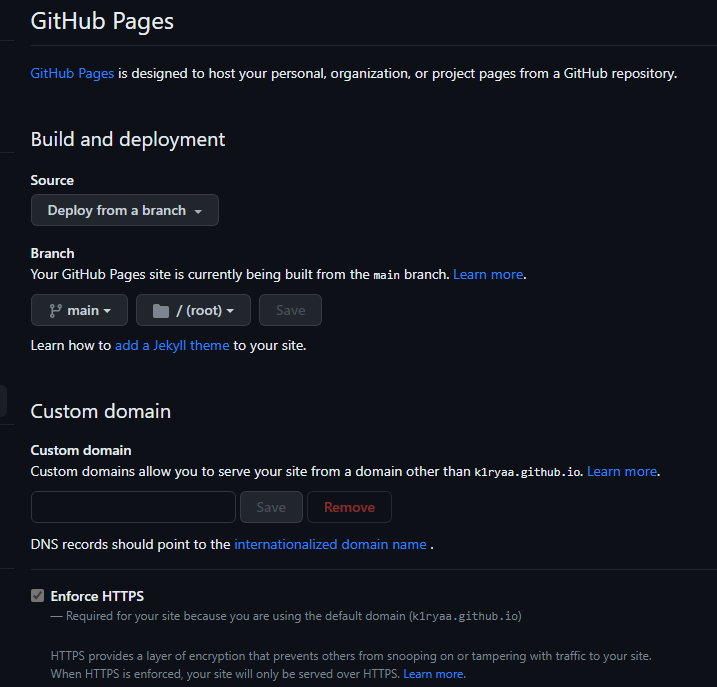 GitHub Pages
GitHub Pages is designed to host your personal, organization, or project pages from a GitHub repository.
Build and deployment
Source
Deploy from a branch
Branch
Your GitHub Pages site is currently being built from the main branch. Learn more.
main / (root) Save
Learn how to add a Jekyll theme to your site.
Custom domain
Custom domain
Custom domains allow you to serve your site from a domain other than k1ryaa.github.io. Learn more.
Save Remove
DNS records should point to the internationalized domain name .
Enforce HTTPS
— Required for your site because you are using the default domain (k1ryaa.github.io)
HTTPS provides a layer of encryption that prevents others from snooping on or tampering with traffic to your site.
When HTTPS is enforced, your site will only be served over HTTPS. Learn more.